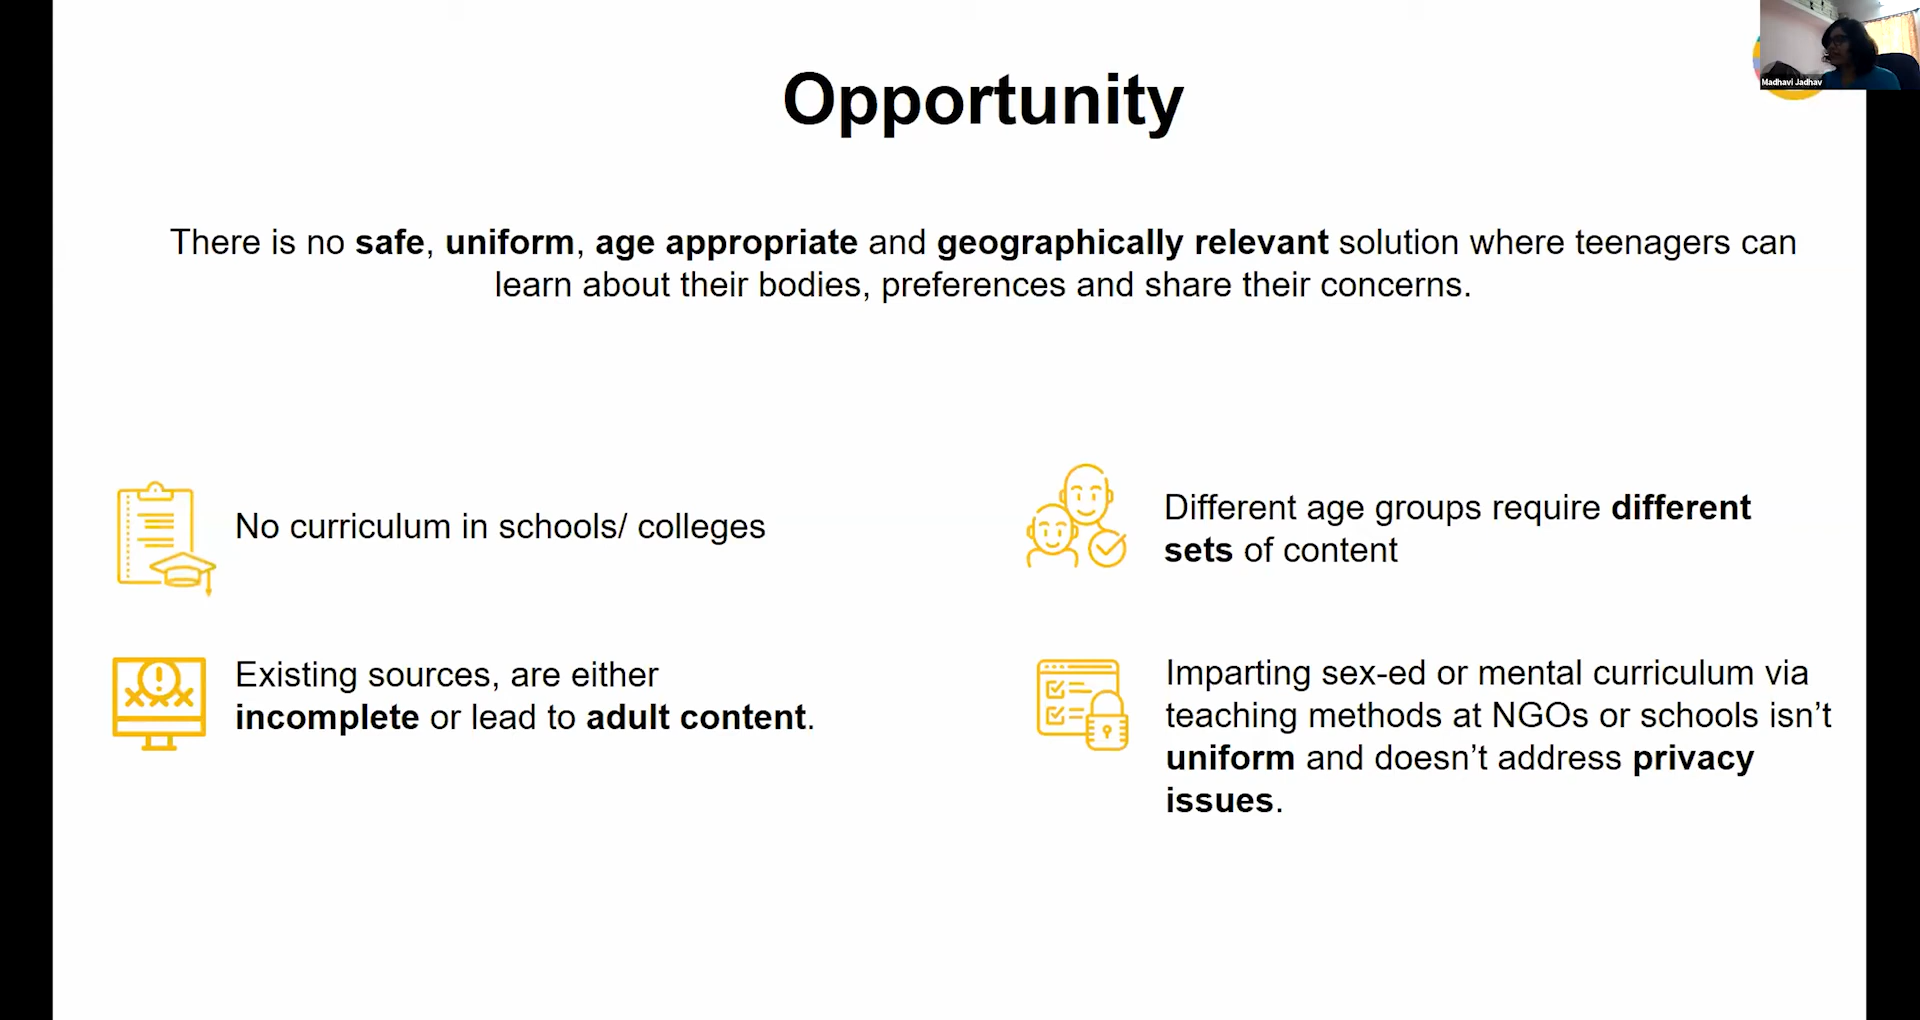 Opportunity
Madhavi Jadhav
There is no safe, uniform, age appropriate and geographically relevant solution where teenagers can
learn about their bodies, preferences and share their concerns.
No curriculum in schools/ colleges
Different age groups require different
sets of content
Existing sources, are either
incomplete or lead to adult content.
Imparting sex-ed or mental curriculum via
teaching methods at NGOs or schools isn’t
uniform and doesn’t address privacy
issues.